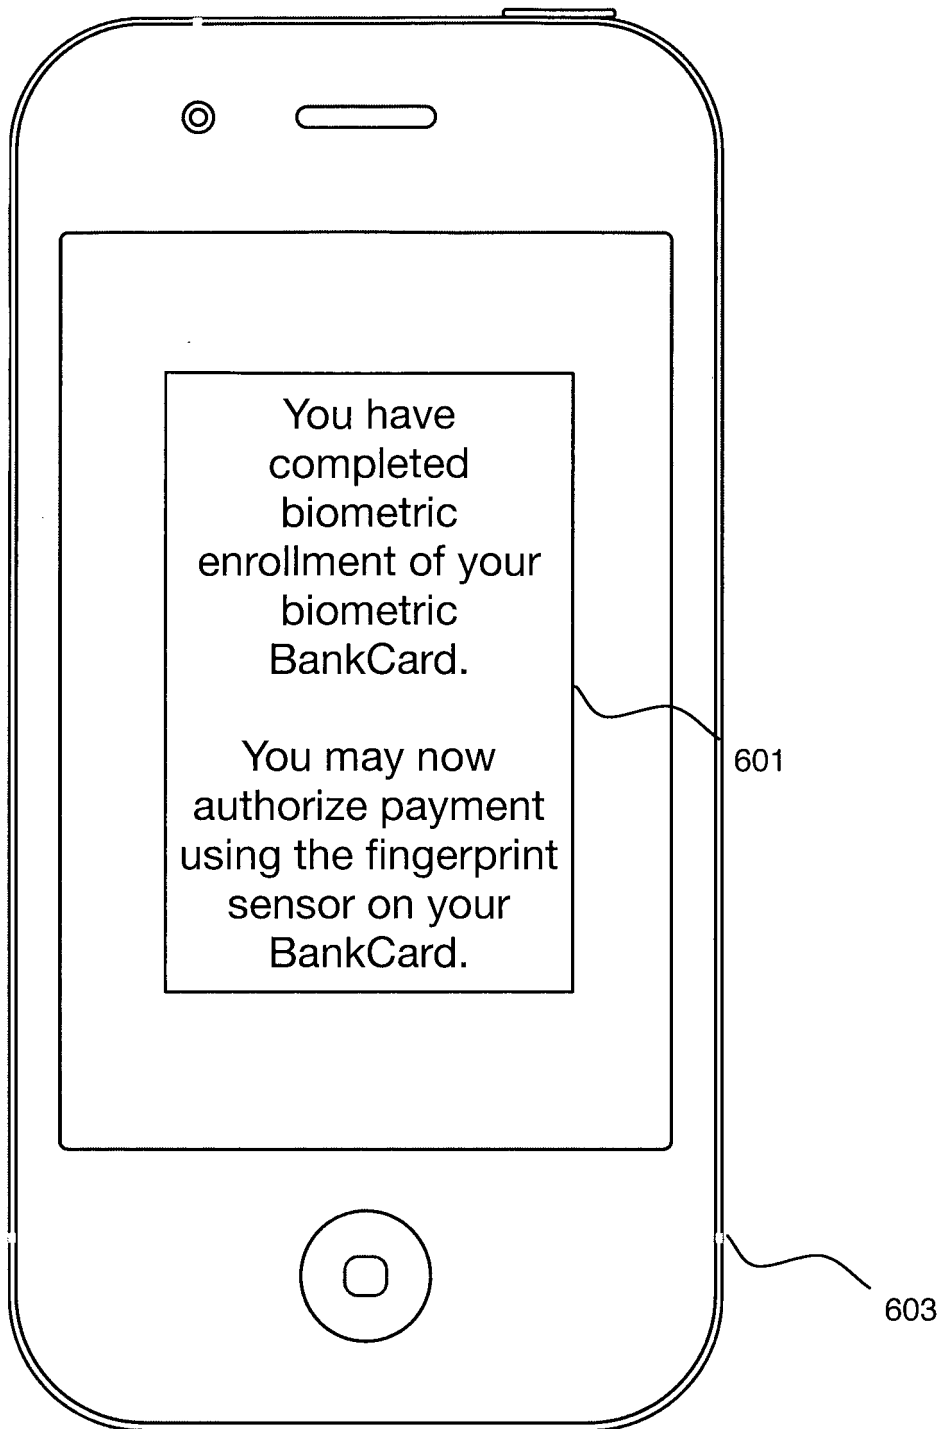 You have
completed
biometric
enrollment of your
biometric
BankCard.
You may now
authorize payment
using the fingerprint
sensor on your
BankCard.
601
603